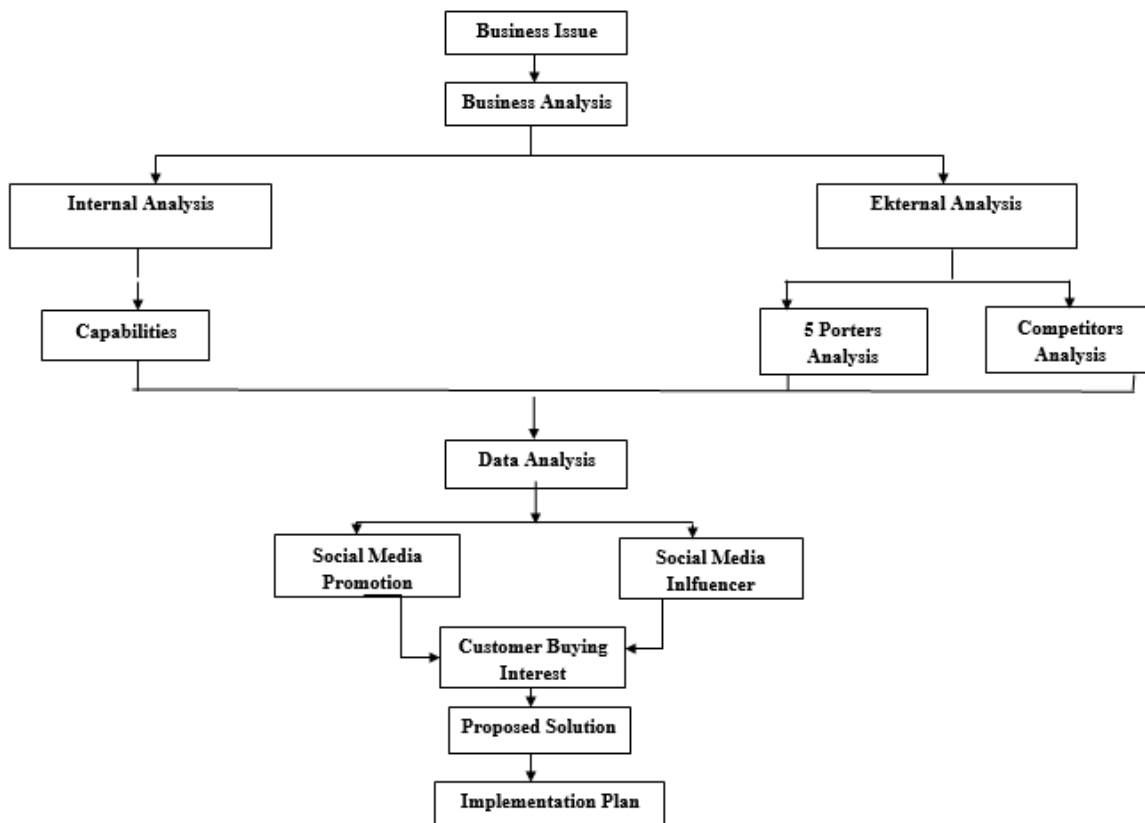 Business Issue
Business Analysis
Internal Analysis
Ekternal Analysis
Capabilities
5 Porters
Analysis
Competitors
Analysis
Data Analysis
Social Media
Promotion
Social Media
Inlfuencer
Customer Buying
Interest
Proposed Solution
Implementation Plan